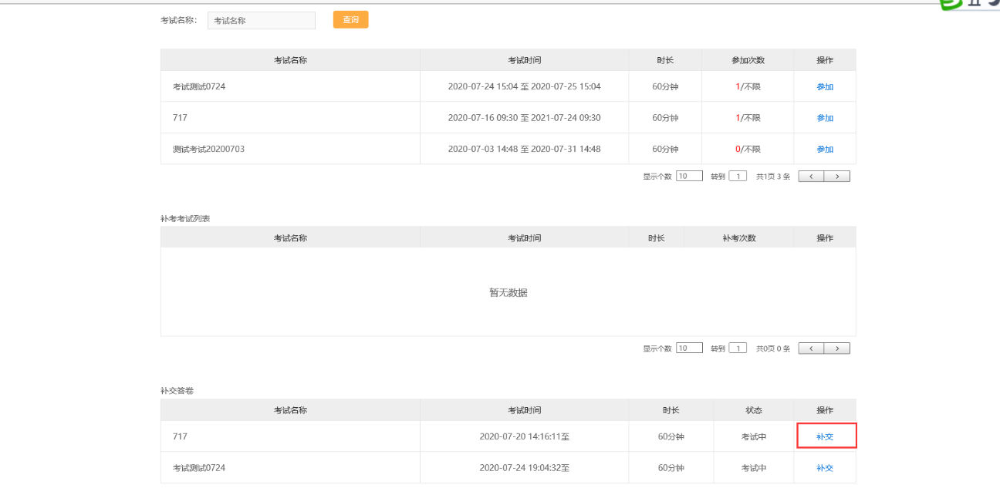 考试名称： 考试名称 查询
考试名称 考试时间 时长 参加次数 操作
考试测试0724 2020-07-24 15:04 至 2020-07-25 15:04 60分钟 1/不限 参加
717 2020-07-16 09:30 至 2021-07-24 09:30 60分钟 1/不限 参加
测试考试20200703 2020-07-03 14:48 至 2020-07-31 14:48 60分钟 0/不限 参加
显示个数 10 转到 1 共1页 3 条 < >
补考考试列表
考试名称 考试时间 时长 补考次数 操作
暂无数据
显示个数 10 转到 1 共0页 0 条 < >
补交答卷
考试名称 考试时间 时长 状态 操作
717 2020-07-20 14:16:11至 60分钟 考试中 补交
考试测试0724 2020-07-24 19:04:32至 60分钟 考试中 补交